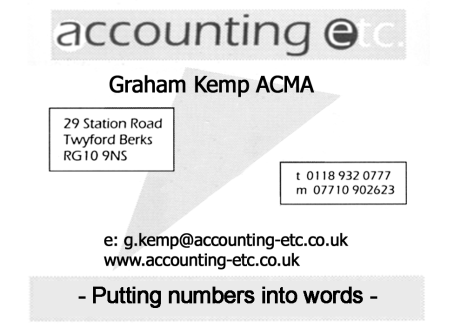 accounting etc.
Graham Kemp ACMA
29 Station Road
Twyford Berks
RG10 9NS
t 0118 932 0777
m 07710 902623
e: g.kemp@accounting-etc.co.uk
www.accounting-etc.co.uk
- Putting numbers into words -